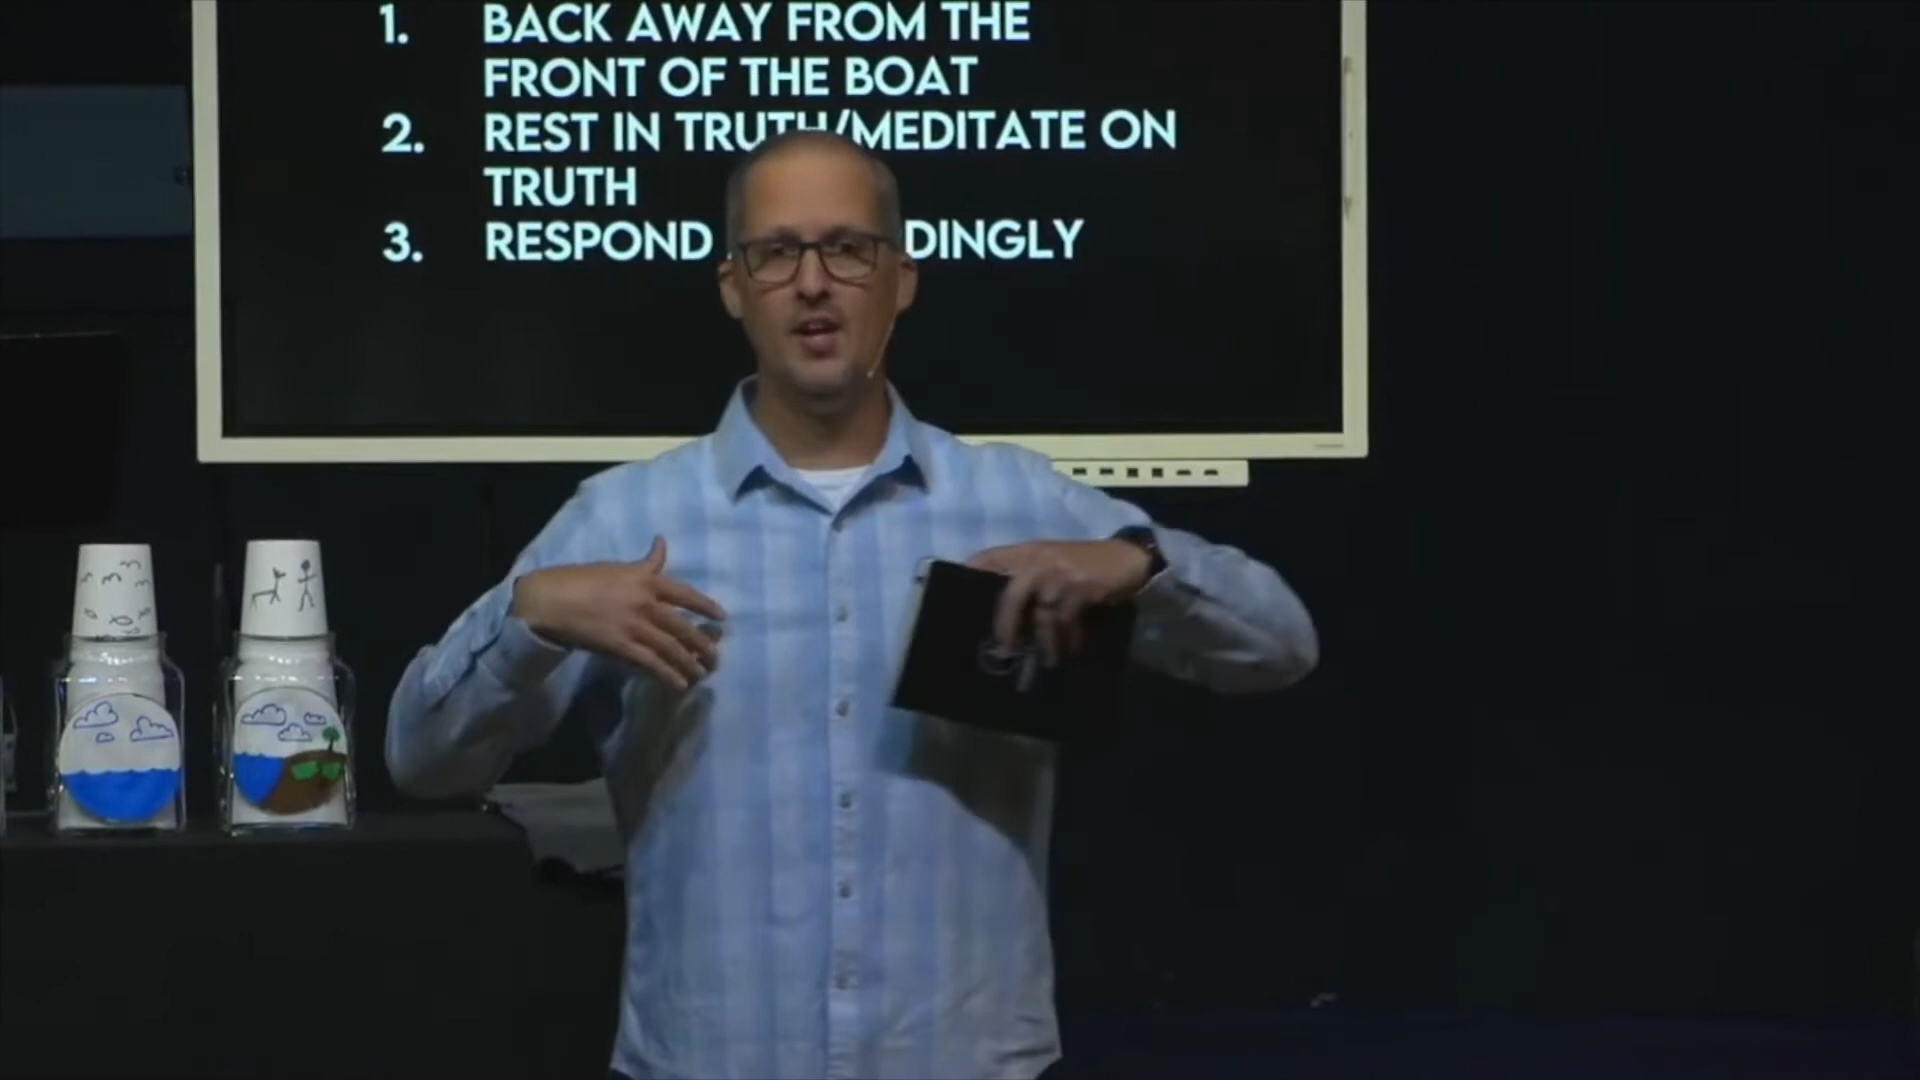 1. BACK AWAY FROM THE
FRONT OF THE BOAT
2. REST IN TRUTH/MEDITATE ON
TRUTH
3. RESPOND DINGLY